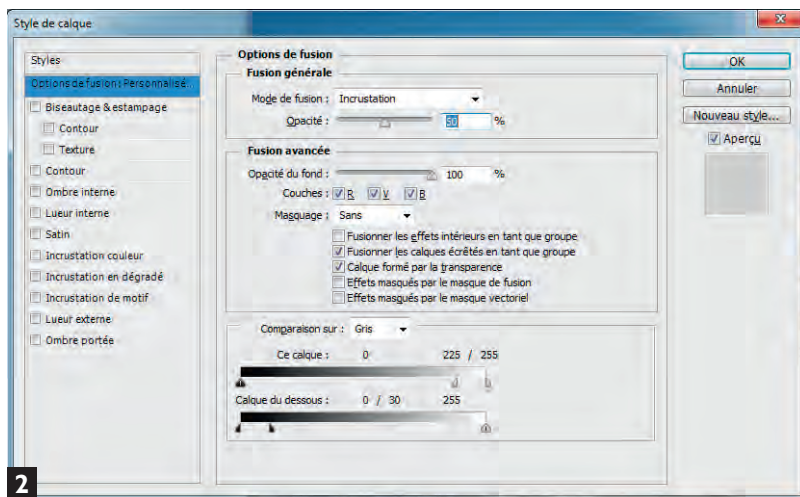 Style de calque
Styles
Options de fusion : Personnalisé...
Biseautage & estampage
Contour
Texture
Contour
Ombre interne
Lueur interne
Satin
Incrustation couleur
Incrustation en dégradé
Incrustation de motif
Lueur externe
Ombre portée
Options de fusion
Fusion générale
Mode de fusion : Incrustation
Opacité : 50 %
Fusion avancée
Opacité du fond : 100 %
Couches : R V B
Masquage : Sans
Fusionner les effets intérieurs en tant que groupe
Fusionner les calques écrêtés en tant que groupe
Calque formé par la transparence
Effets masqués par le masque de fusion
Effets masqués par le masque vectoriel
Comparaison sur : Gris
Ce calque : 0 225 / 255
Calque du dessous : 0 / 30 255
OK
Annuler
Nouveau style...
Aperçu
2